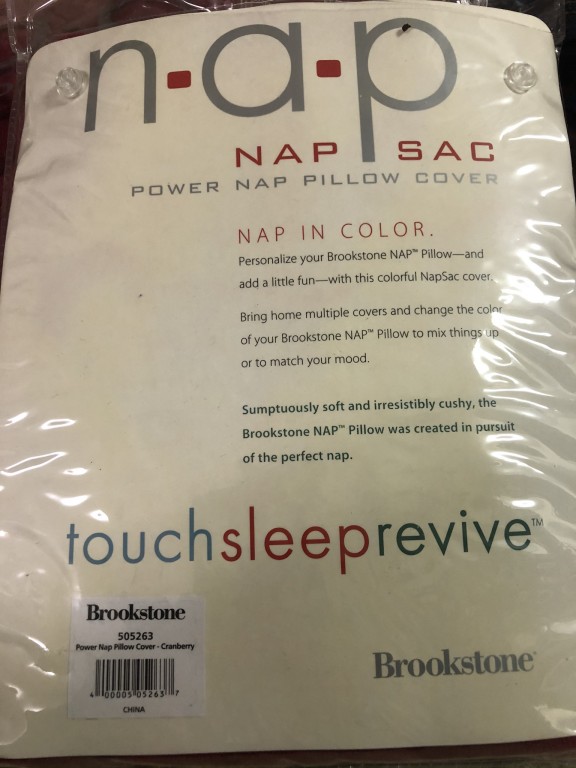 n·a·p
NAP SAC
POWER NAP PILLOW COVER
NAP IN COLOR.
Personalize your Brookstone NAP™ Pillow—and
add a little fun—with this colorful NapSac cover.
Bring home multiple covers and change the color
of your Brookstone NAP™ Pillow to mix things up
or to match your mood.
Sumptuously soft and irresistibly cushy, the
Brookstone NAP™ Pillow was created in pursuit
of the perfect nap.
touchsleeprevive™
Brookstone
505263
Power Nap Pillow Cover - Cranberry
4 00005 05263 7
CHINA
Brookstone